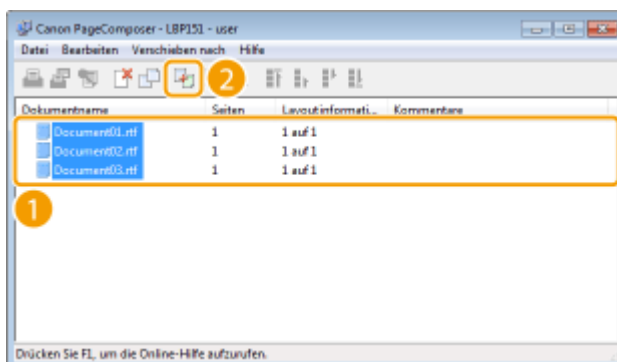 Canon PageComposer - LBP151 - user
Datei Bearbeiten Verschieben nach Hilfe
2
Dokumentname Seiten Layoutinformati... Kommentare
Document01.rtf 1 1 auf 1
Document02.rtf 1 1 auf 1
Document03.rtf 1 1 auf 1
1
Drücken Sie F1, um die Online-Hilfe aufzurufen.